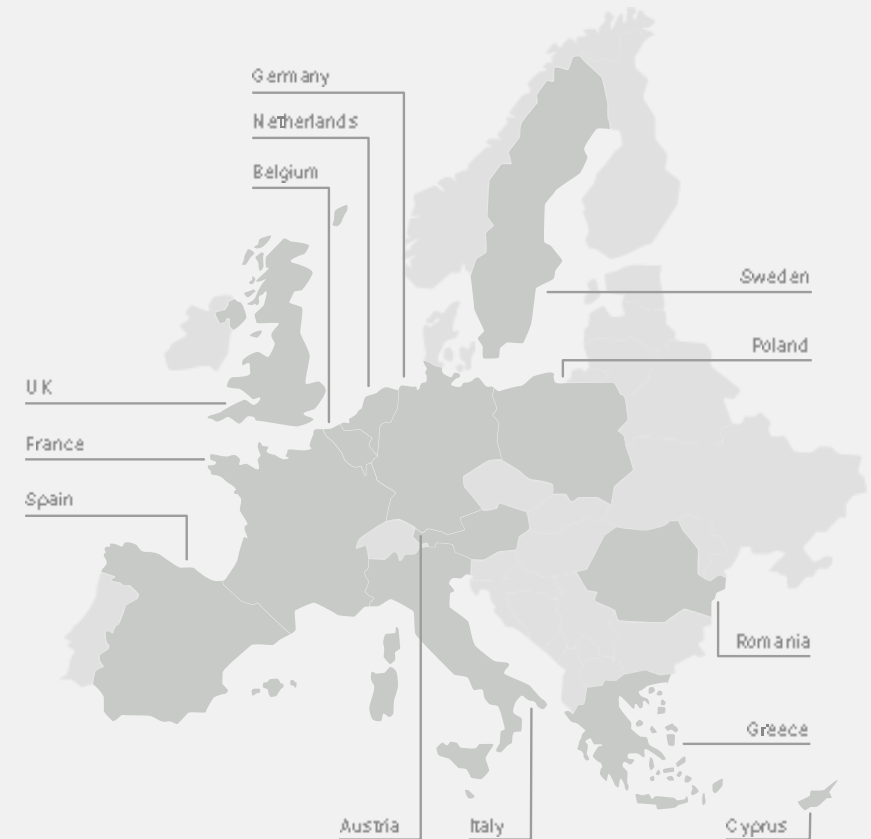 Germany
Netherlands
Belgium
Sweden
Poland
UK
France
Spain
Romania
Greece
Austria
Italy
Cyprus